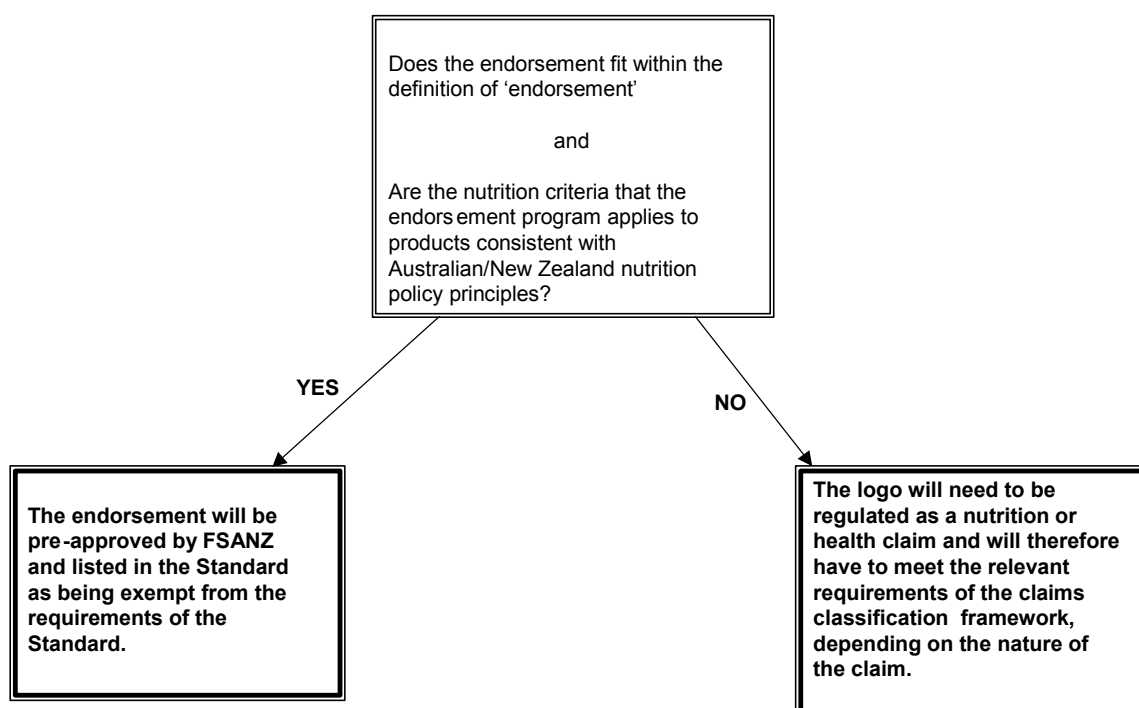 Does the endorsement fit within the
definition of ‘endorsement’
and
Are the nutrition criteria that the
endorsement program applies to
products consistent with
Australian/New Zealand nutrition
policy principles?
YES
NO
The endorsement will be
pre-approved by FSANZ
and listed in the Standard
as being exempt from the
requirements of the
Standard.
The logo will need to be
regulated as a nutrition or
health claim and will therefore
have to meet the relevant
requirements of the claims
classification framework,
depending on the nature of
the claim.